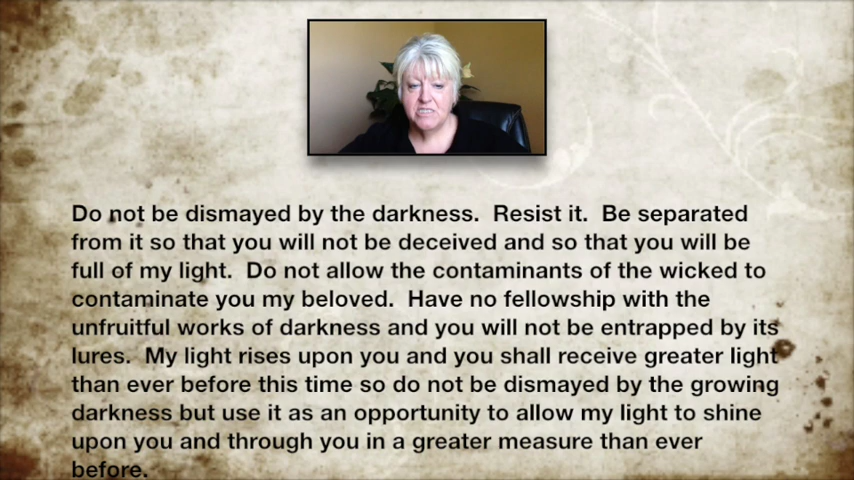 Do not be dismayed by the darkness.  Resist it.  Be separated
from it so that you will not be deceived and so that you will be
full of my light.  Do not allow the contaminants of the wicked to
contaminate you my beloved.  Have no fellowship with the
unfruitful works of darkness and you will not be entrapped by its
lures.  My light rises upon you and you shall receive greater light
than ever before this time so do not be dismayed by the growing
darkness but use it as an opportunity to allow my light to shine
upon you and through you in a greater measure than ever
before.